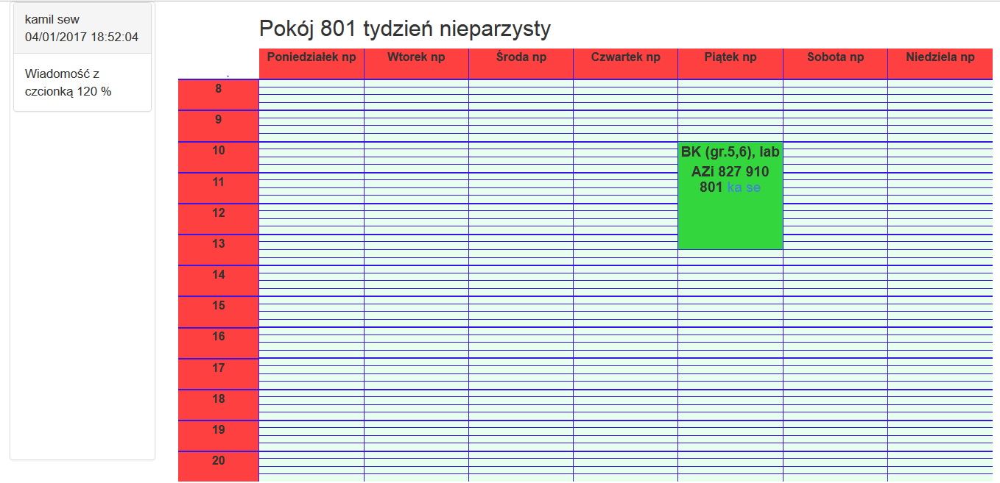 kamil sew
04/01/2017 18:52:04
Wiadomość z
czcionką 120 %
Pokój 801 tydzień nieparzysty
.
Poniedziałek np
Wtorek np
Środa np
Czwartek np
Piątek np
Sobota np
Niedziela np
8
9
10
11
12
13
14
15
16
17
18
19
20
BK (gr.5,6), lab
AZi 827 910
801 ka se